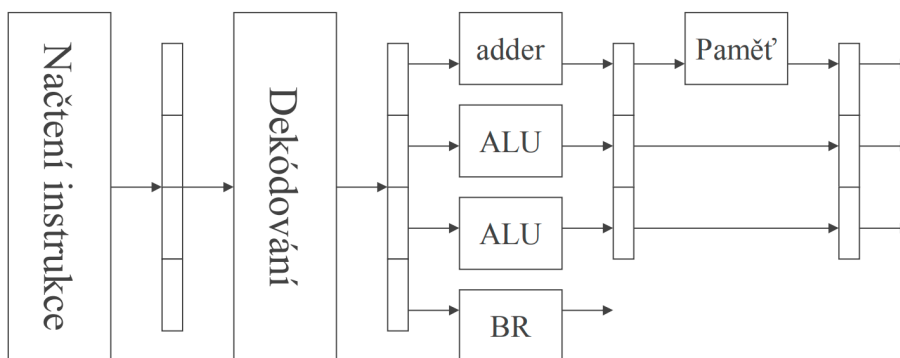 Načtení instrukce
Dekódování
adder
ALU
ALU
BR
Paměť